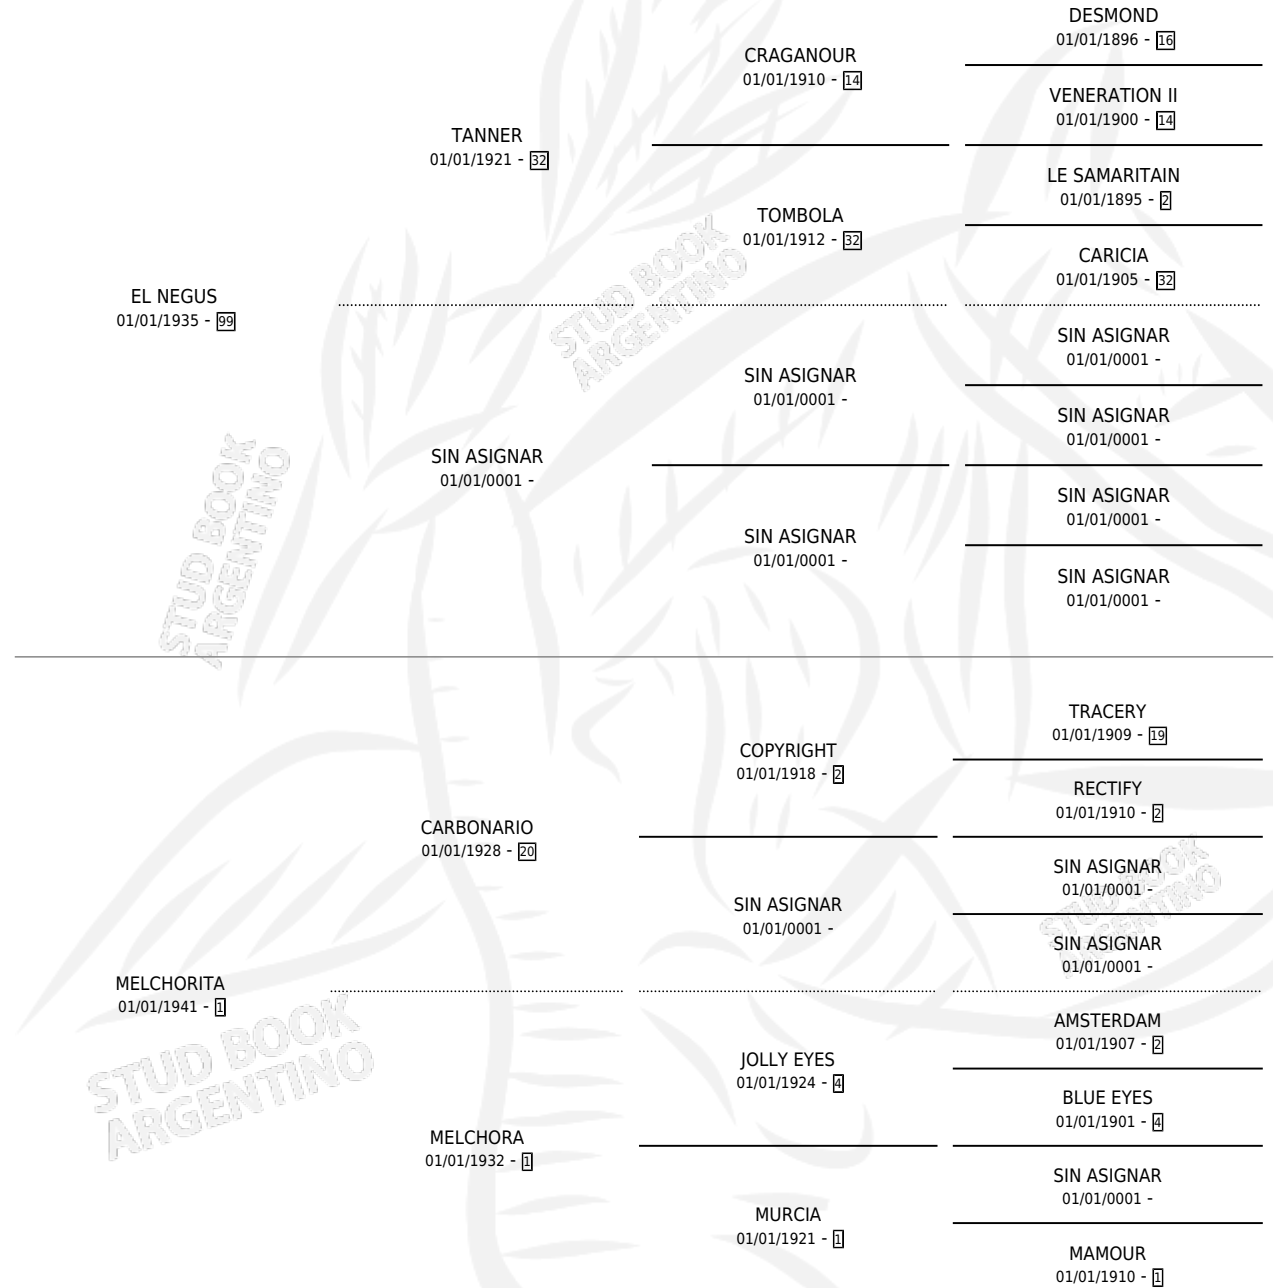 DESMOND
01/01/1896 - 16
CRAGANOUR
01/01/1910 - 14
VENERATION II
01/01/1900 - 14
TANNER
01/01/1921 - 32
LE SAMARITAIN
01/01/1895 - 2
TOMBOLA
01/01/1912 - 32
CARICIA
01/01/1905 - 32
EL NEGUS
01/01/1935 - 99
SIN ASIGNAR
01/01/0001 -
SIN ASIGNAR
01/01/0001 -
SIN ASIGNAR
01/01/0001 -
SIN ASIGNAR
01/01/0001 -
SIN ASIGNAR
01/01/0001 -
SIN ASIGNAR
01/01/0001 -
SIN ASIGNAR
01/01/0001 -
STUD BOOK
ARGENTINO
STUD BOOK
ARGENTINO
TRACERY
01/01/1909 - 19
COPYRIGHT
01/01/1918 - 2
RECTIFY
01/01/1910 - 2
CARBONARIO
01/01/1928 - 20
SIN ASIGNAR
01/01/0001 -
SIN ASIGNAR
01/01/0001 -
SIN ASIGNAR
01/01/0001 -
STUD BOOK
ARGENTINO
MELCHORITA
01/01/1941 - 1
AMSTERDAM
01/01/1907 - 2
JOLLY EYES
01/01/1924 - 4
BLUE EYES
01/01/1901 - 4
STUD BOOK
ARGENTINO
MELCHORA
01/01/1932 - 1
SIN ASIGNAR
01/01/0001 -
MURCIA
01/01/1921 - 1
MAMOUR
01/01/1910 - 1